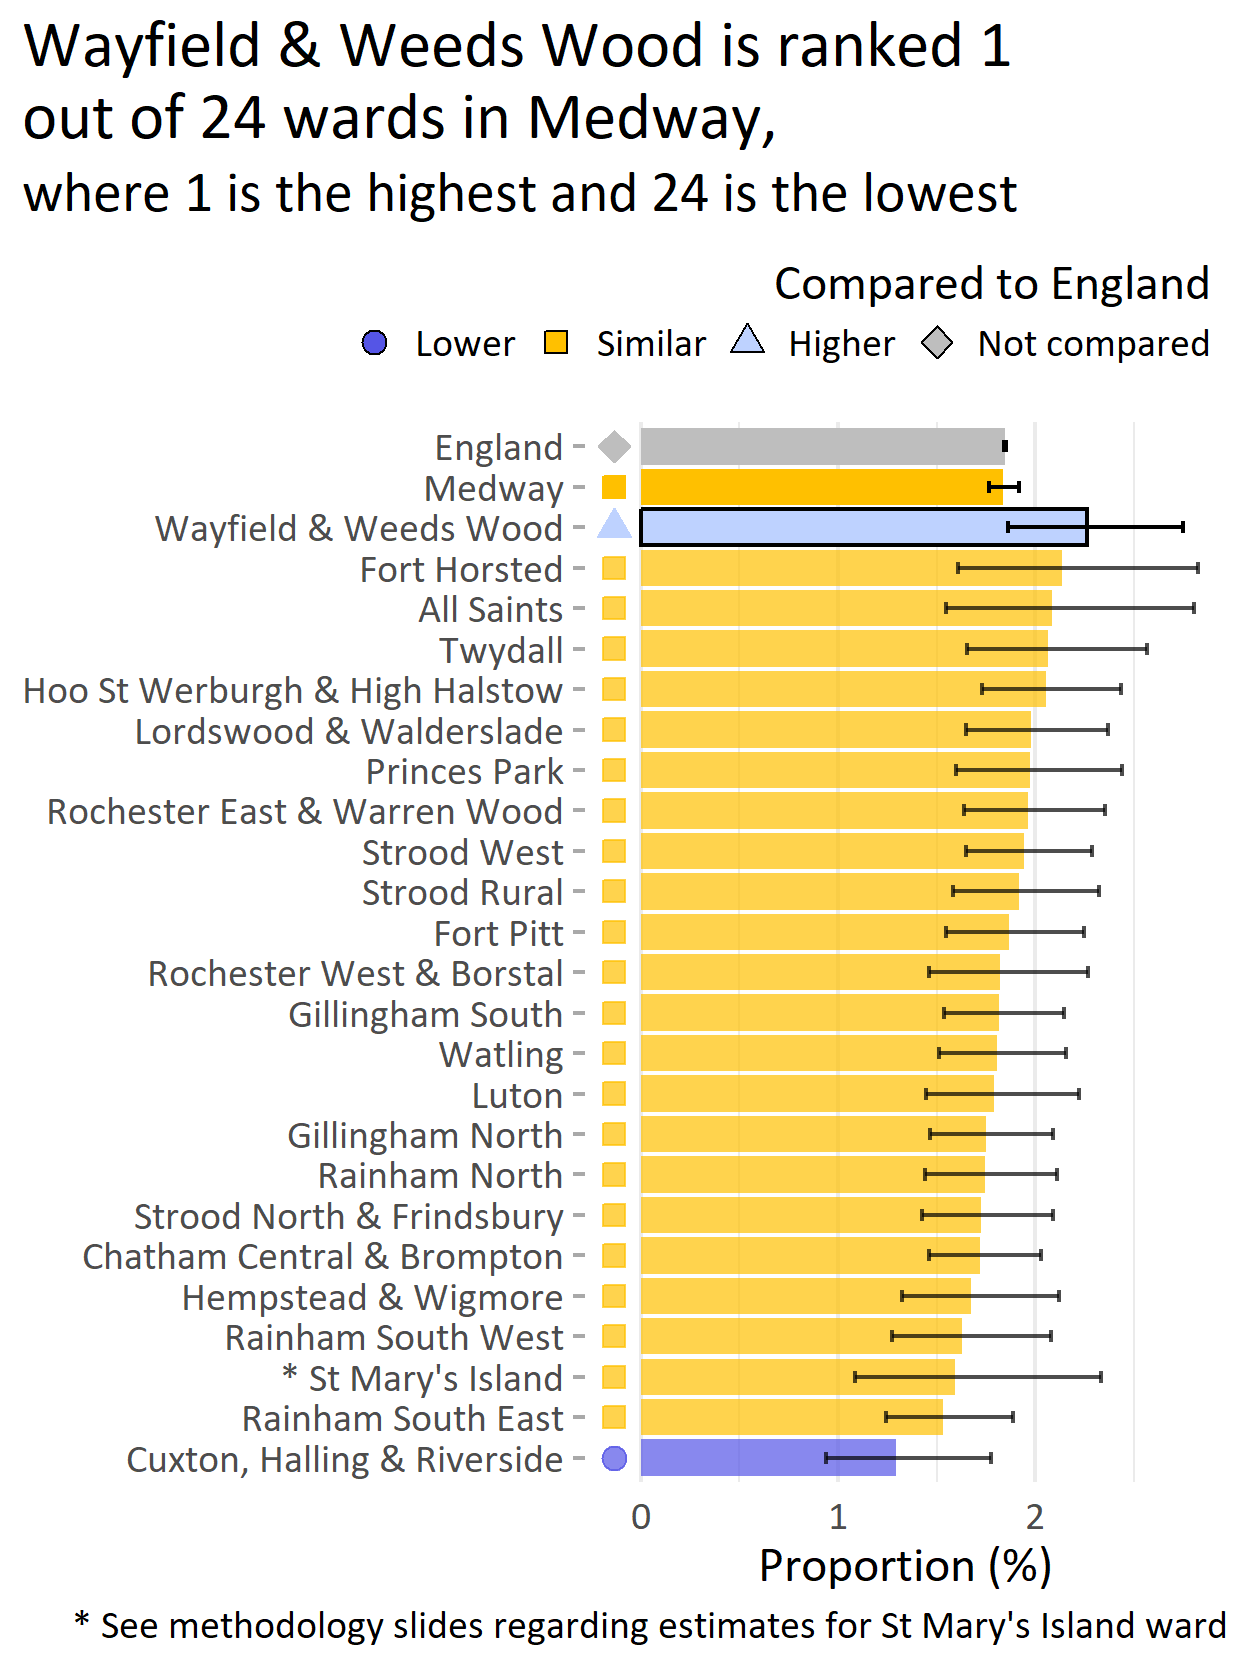 Wayfield & Weeds Wood is ranked 1
out of 24 wards in Medway,
where 1 is the highest and 24 is the lowest
Compared to England
Lower Similar Higher Not compared
England
Medway
Wayfield & Weeds Wood
Fort Horsted
All Saints
Twydall
Hoo St Werburgh & High Halstow
Lordswood & Walderslade
Princes Park
Rochester East & Warren Wood
Strood West
Strood Rural
Fort Pitt
Rochester West & Borstal
Gillingham South
Watling
Luton
Gillingham North
Rainham North
Strood North & Frindsbury
Chatham Central & Brompton
Hempstead & Wigmore
Rainham South West
* St Mary's Island
Rainham South East
Cuxton, Halling & Riverside
0 1 2
Proportion (%)
* See methodology slides regarding estimates for St Mary's Island ward